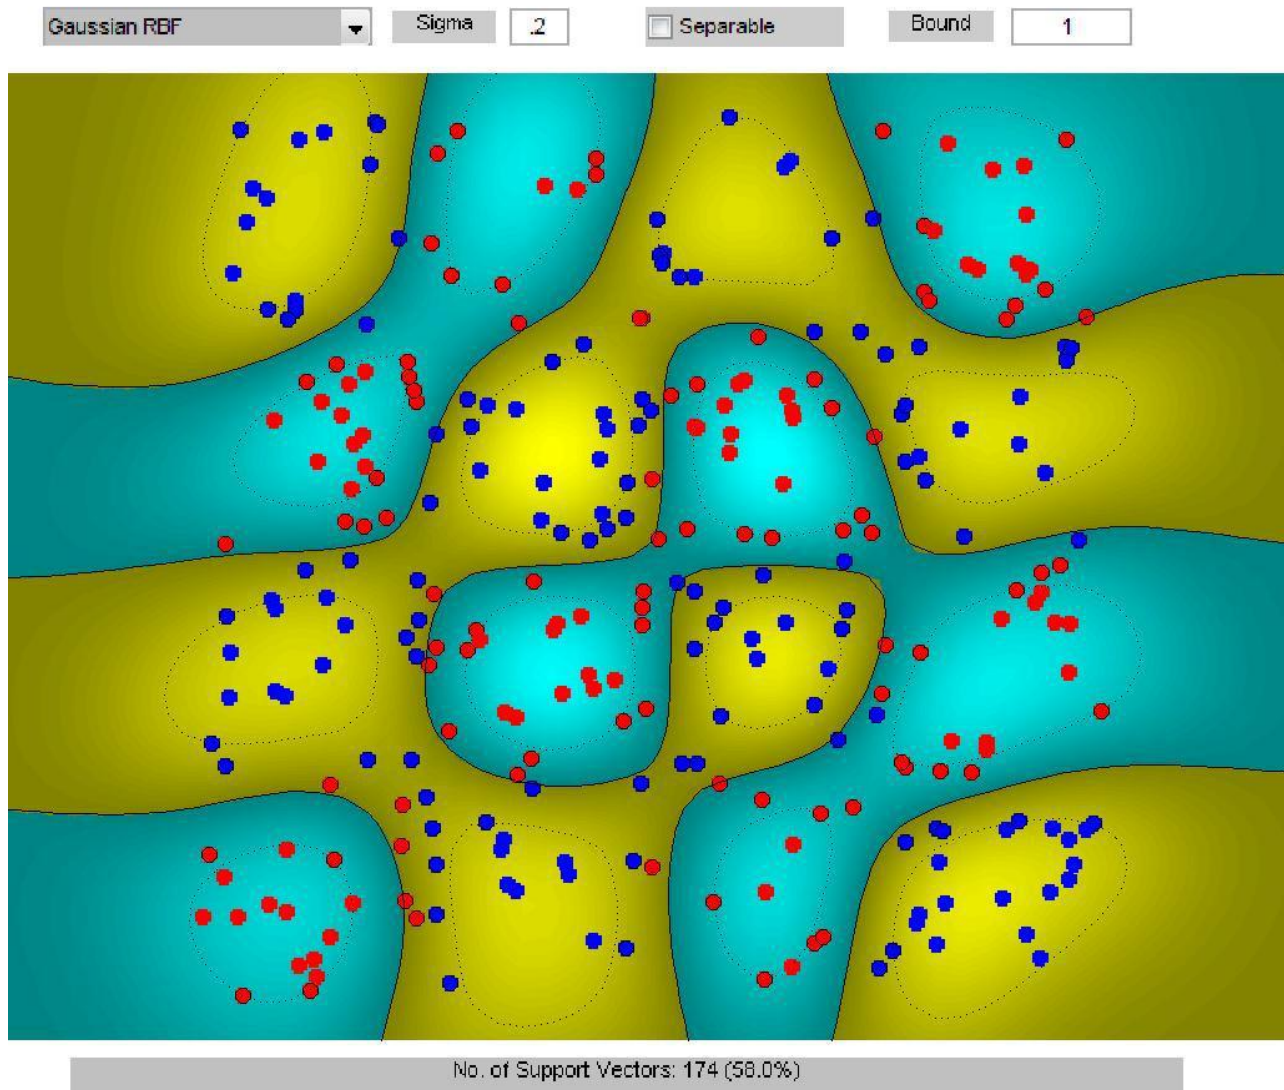 Gaussian RBF Sigma .2 Separable Bound 1
No. of Support Vectors: 174 (58.0%)